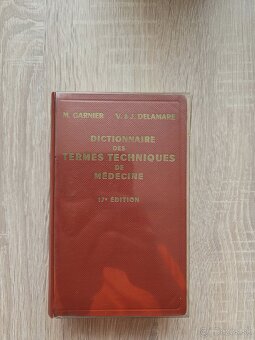 M. GARNIER V. & J. DELAMARE
DICTIONNAIRE
DES
TERMES TECHNIQUES
DE
MÉDECINE
17e ÉDITION